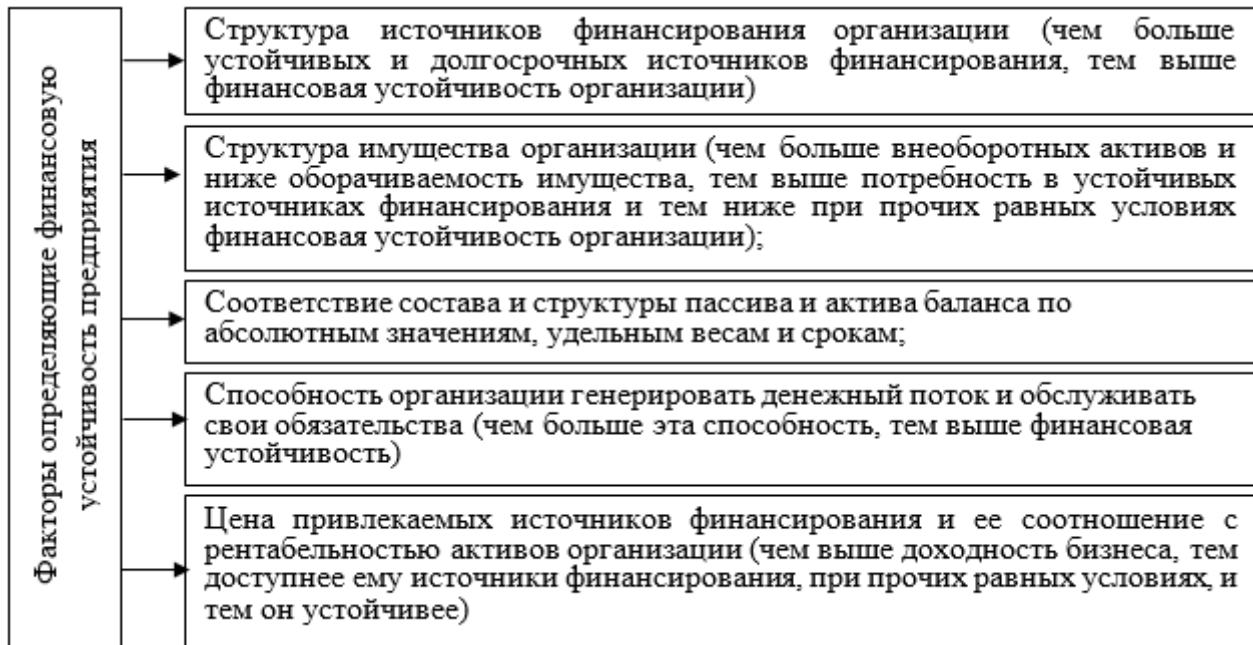 Факторы определяющие финансовую
устойчивость предприятия
Структура источников финансирования организации (чем больше
устойчивых и долгосрочных источников финансирования, тем выше
финансовая устойчивость организации)
Структура имущества организации (чем больше внеоборотных активов и
ниже оборачиваемость имущества, тем выше потребность в устойчивых
источниках финансирования и тем ниже при прочих равных условиях
финансовая устойчивость организации);
Соответствие состава и структуры пассива и актива баланса по
абсолютным значениям, удельным весам и срокам;
Способность организации генерировать денежный поток и обслуживать
свои обязательства (чем больше эта способность, тем выше финансовая
устойчивость)
Цена привлекаемых источников финансирования и ее соотношение с
рентабельностью активов организации (чем выше доходность бизнеса, тем
доступнее ему источники финансирования, при прочих равных условиях, и
тем он устойчивее)